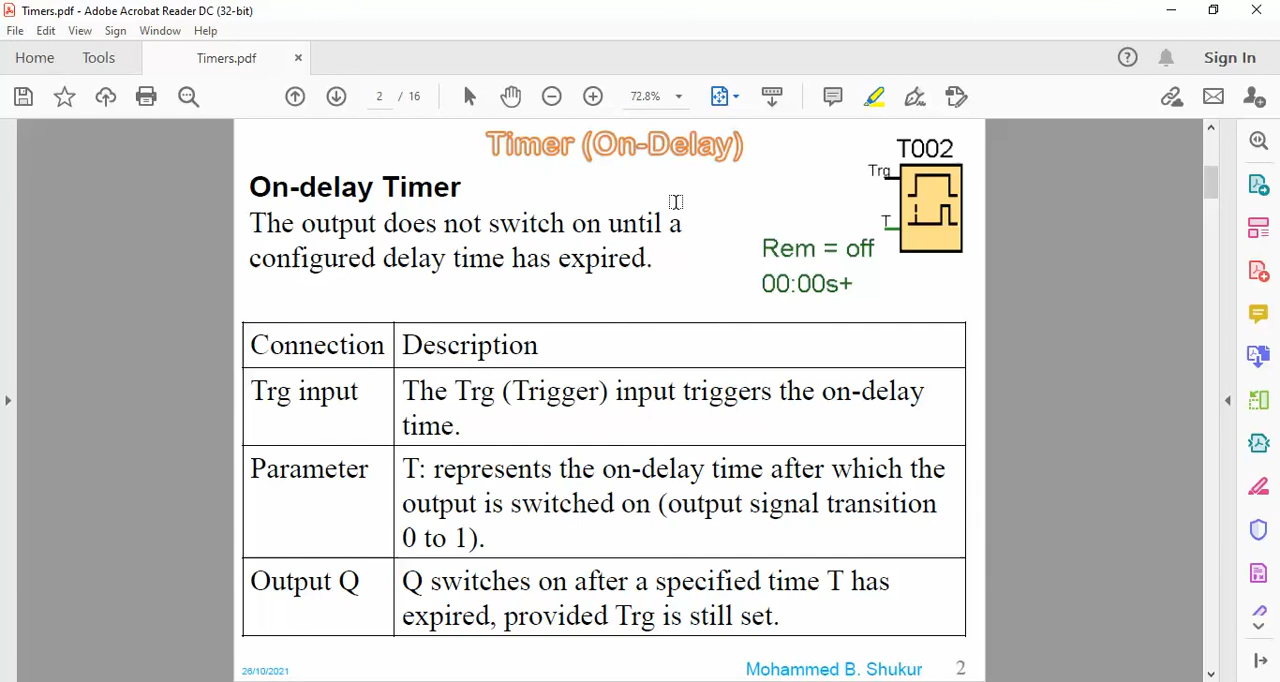 Timers.pdf - Adobe Acrobat Reader DC (32-bit)
File Edit View Sign Window Help
Home Tools Timers.pdf × Sign In
2 / 16 72.8%
Timer (On-Delay)
T002
Trg
T
Rem = off
00:00s+
On-delay Timer
The output does not switch on until a
configured delay time has expired.
Connection Description
Trg input The Trg (Trigger) input triggers the on-delay
time.
Parameter T: represents the on-delay time after which the
output is switched on (output signal transition
0 to 1).
Output Q Q switches on after a specified time T has
expired, provided Trg is still set.
26/10/2021 Mohammed B. Shukur 2